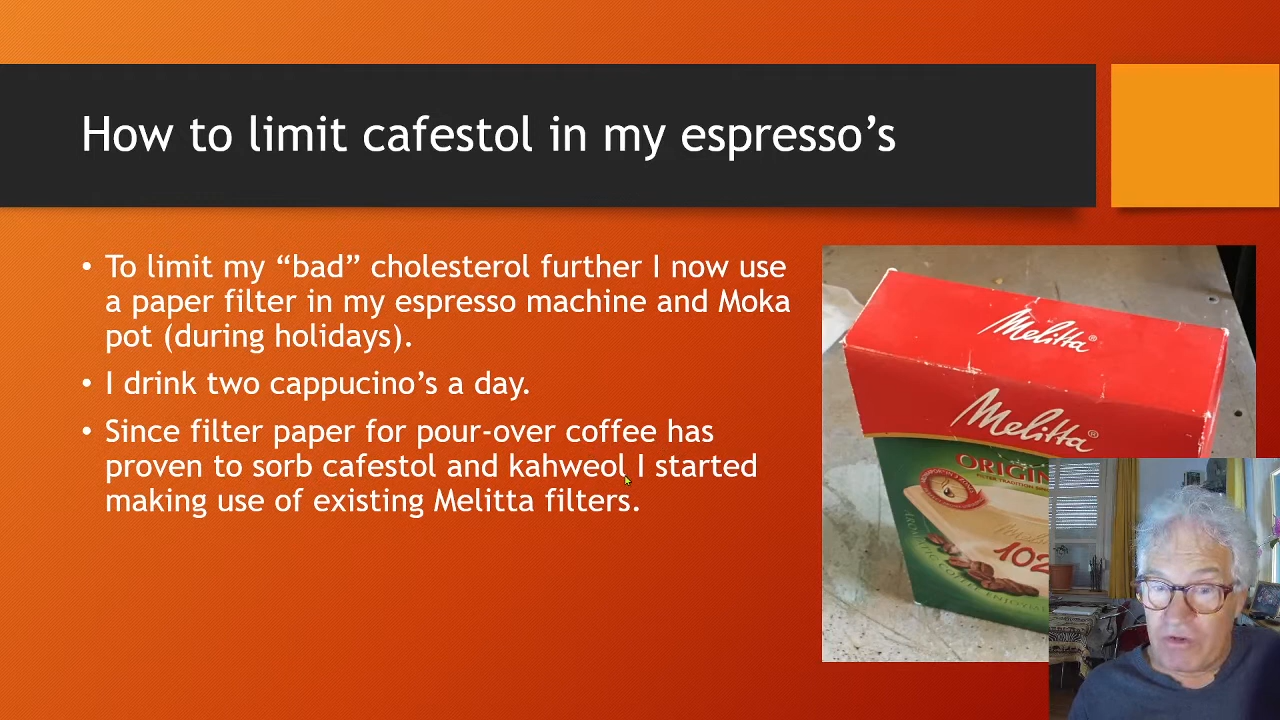 How to limit cafestol in my espresso’s
• To limit my “bad” cholesterol further I now use
a paper filter in my espresso machine and Moka
pot (during holidays).
• I drink two cappucino’s a day.
• Since filter paper for pour-over coffee has
proven to sorb cafestol and kahweol I started
making use of existing Melitta filters.
Melitta®
Melitta®
ORIGIN
102